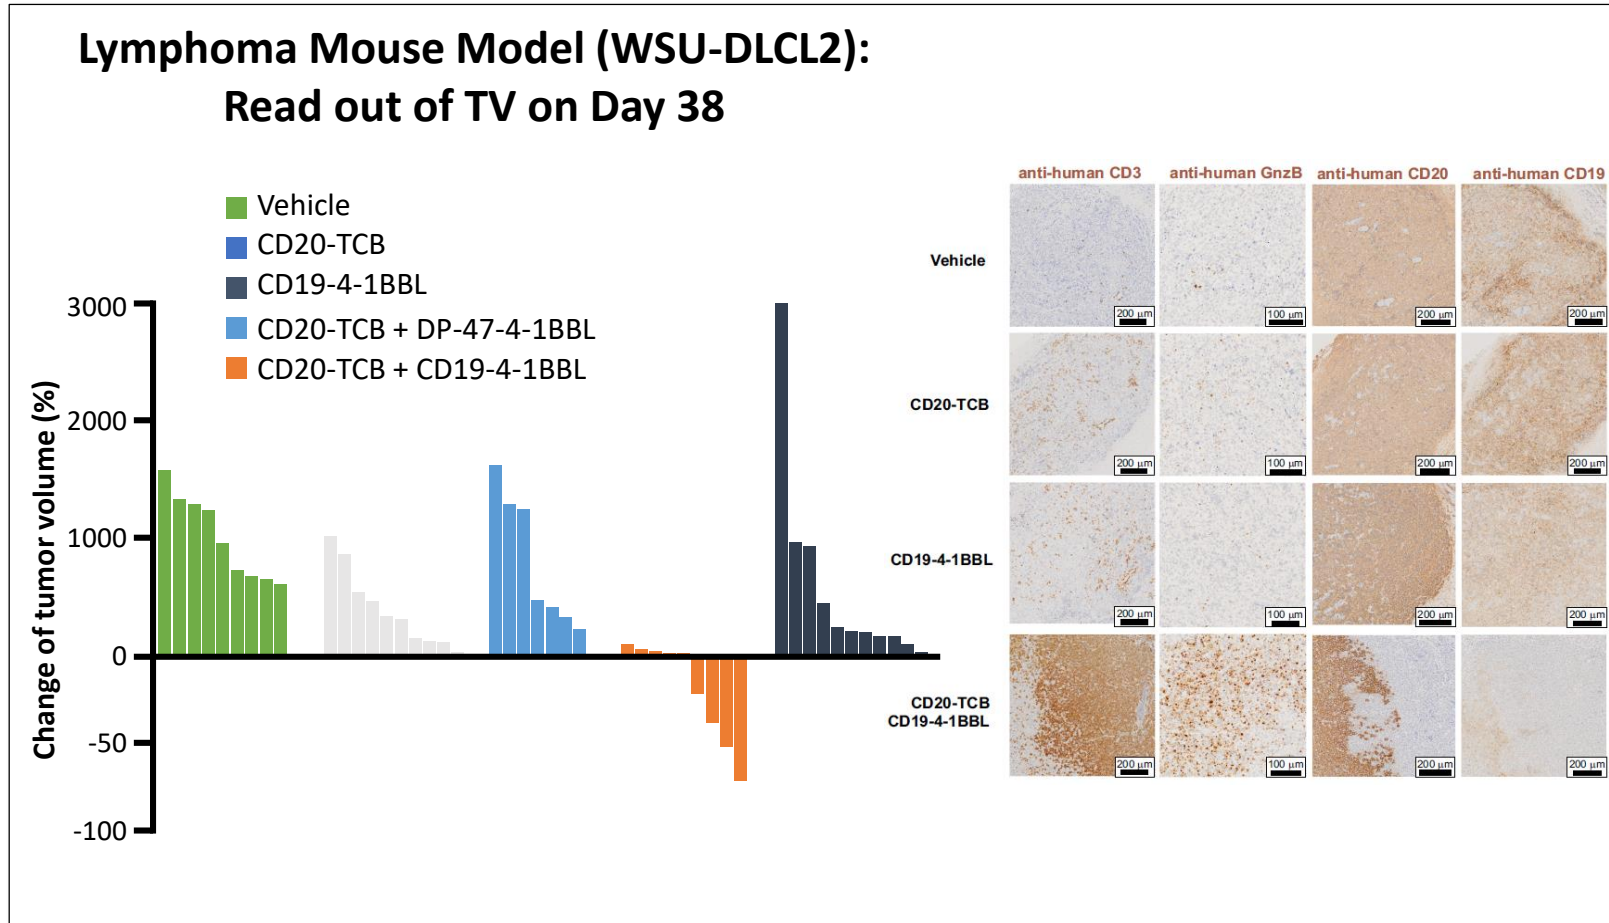 Lymphoma Mouse Model (WSU-DLCL2):
Read out of TV on Day 38
Vehicle
CD20-TCB
CD19-4-1BBL
CD20-TCB + DP-47-4-1BBL
CD20-TCB + CD19-4-1BBL
Change of tumor volume (%)
3000
2000
1000
0
-50
-100
anti-human CD3 anti-human GnzB anti-human CD20 anti-human CD19
Vehicle
200 µm 100 µm 200 µm 200 µm
CD20-TCB
200 µm 100 µm 200 µm 200 µm
CD19-4-1BBL
200 µm 100 µm 200 µm 200 µm
CD20-TCB
CD19-4-1BBL
200 µm 100 µm 200 µm 200 µm